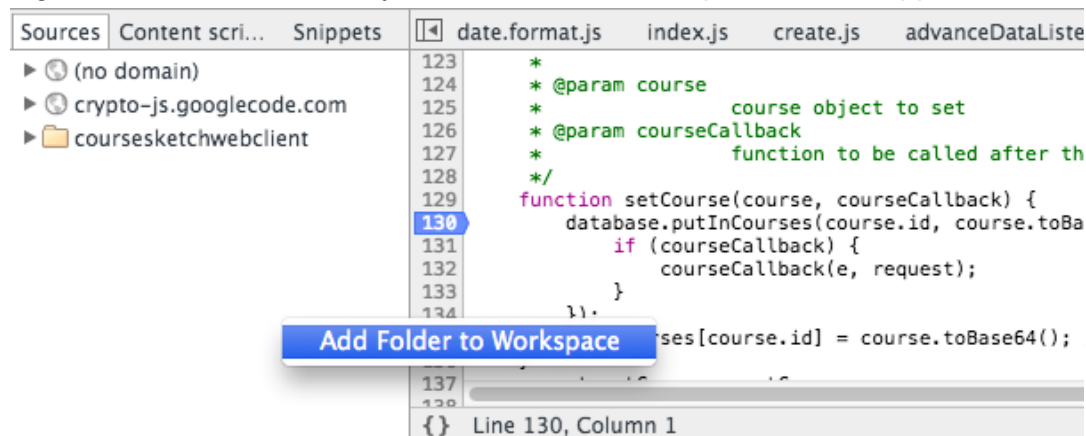 Sources Content scri... Snippets
date.format.js index.js create.js advanceDataListe
(no domain)
crypto-js.googlecode.com
coursesketchwebclient
123 *
124 * @param course
125 * course object to set
126 * @param courseCallback
127 * function to be called after th
128 */
129 function setCourse(course, courseCallback) {
130 database.putInCourses(course.id, course.toBa
131 if (courseCallback) {
132 courseCallback(e, request);
133 }
134 });
Add Folder to Workspace
rses[course.id] = course.toBase64();
137
138
{} Line 130, Column 1